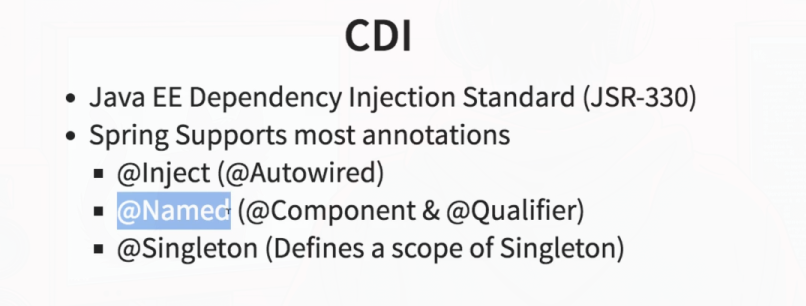 CDI
• Java EE Dependency Injection Standard (JSR-330)
• Spring Supports most annotations
▪ @Inject (@Autowired)
▪ @Named (@Component & @Qualifier)
▪ @Singleton (Defines a scope of Singleton)